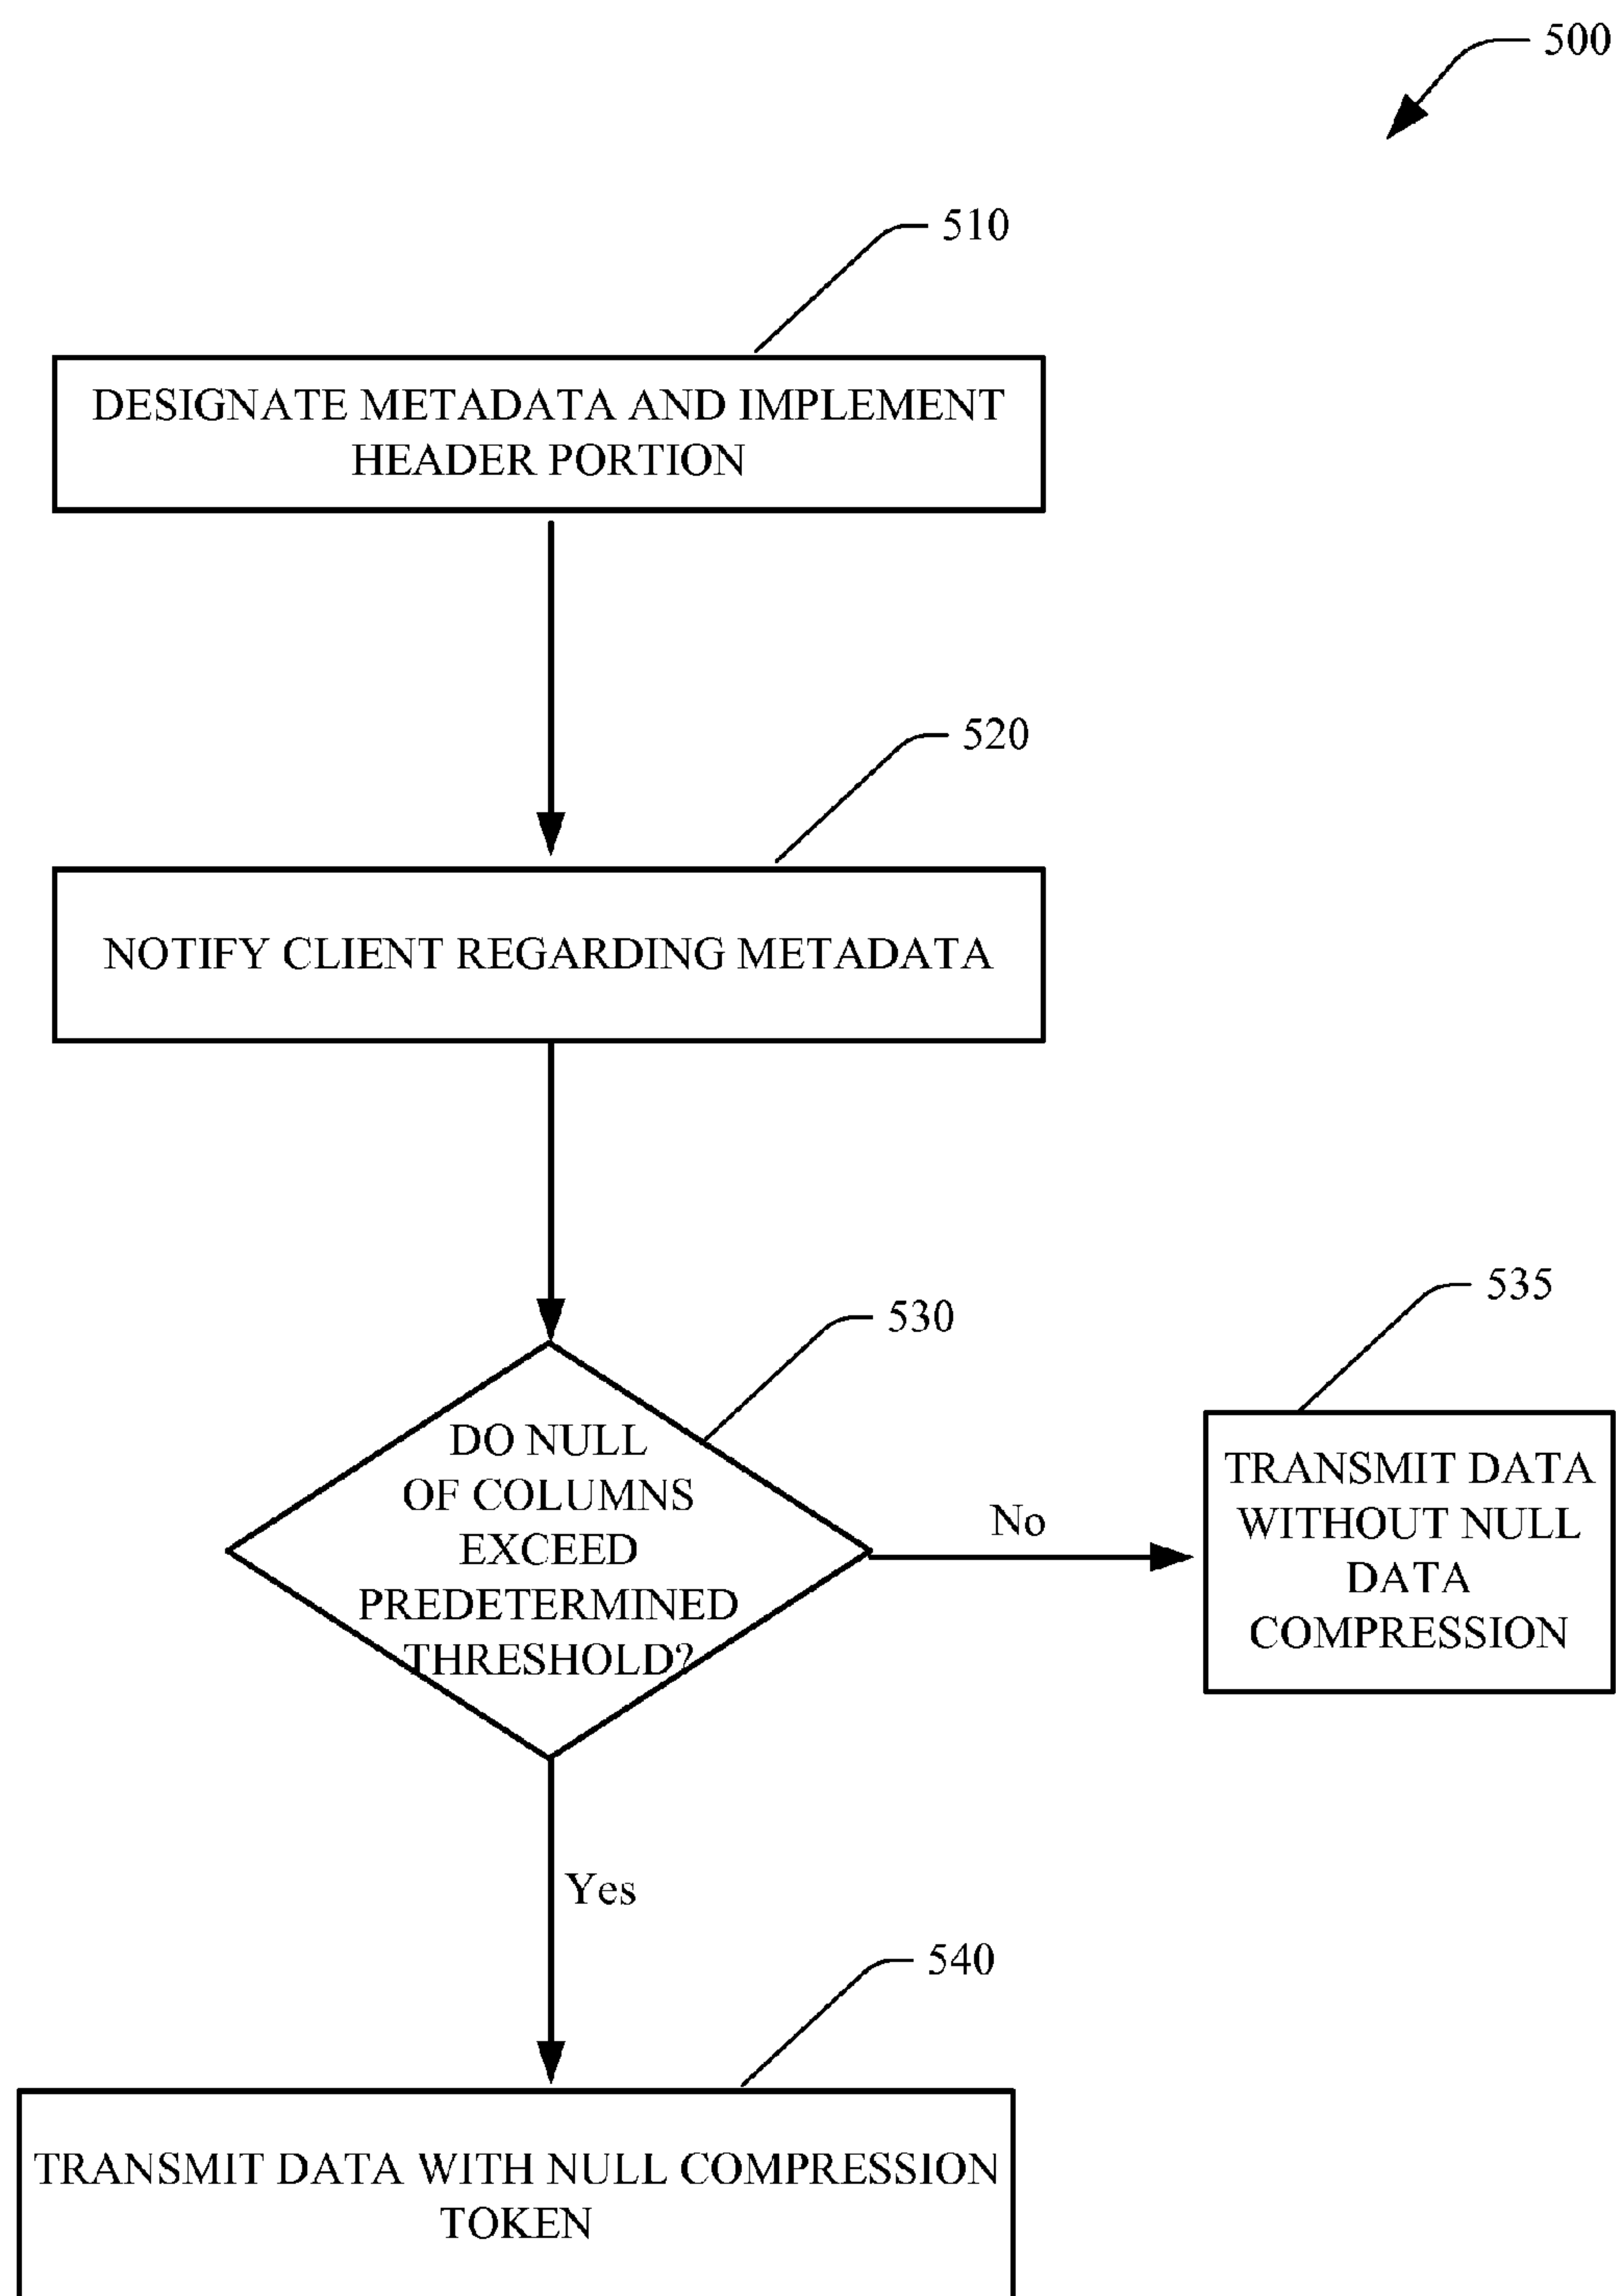 500
510
DESIGNATE METADATA AND IMPLEMENT
HEADER PORTION
520
NOTIFY CLIENT REGARDING METADATA
530
DO NULL
OF COLUMNS
EXCEED
PREDETERMINED
THRESHOLD?
No
535
TRANSMIT DATA
WITHOUT NULL
DATA
COMPRESSION
Yes
540
TRANSMIT DATA WITH NULL COMPRESSION
TOKEN